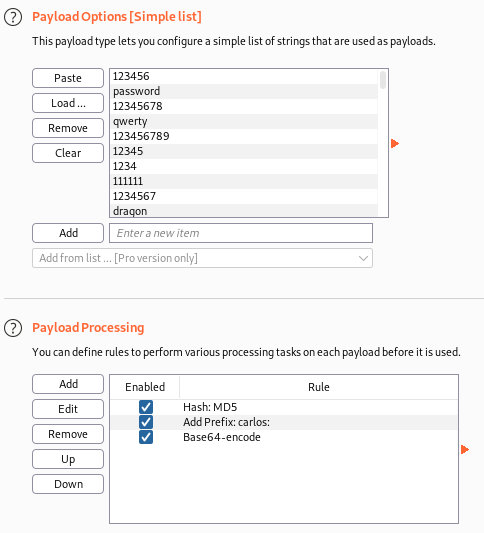 Payload Options [Simple list]
This payload type lets you configure a simple list of strings that are used as payloads.
Paste
Load ...
Remove
Clear
123456
password
12345678
qwerty
123456789
12345
1234
111111
1234567
dragon
Add
Enter a new item
Add from list ... [Pro version only]
Payload Processing
You can define rules to perform various processing tasks on each payload before it is used.
Add
Edit
Remove
Up
Down
Enabled Rule
Hash: MD5
Add Prefix: carlos:
Base64-encode